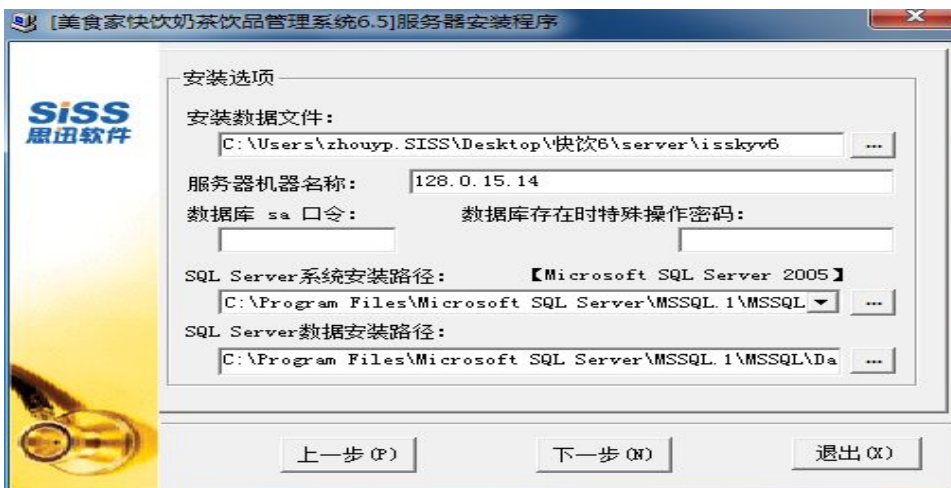 [美食家快饮奶茶饮品管理系统6.5]服务器安装程序
SiSS
思迅软件
安装选项
安装数据文件:
C:\Users\zhouyp.SISS\Desktop\快饮6\server\isskyv6
...
服务器机器名称:
128.0.15.14
数据库 sa 口令:
数据库存在时特殊操作密码:
SQL Server系统安装路径:
【Microsoft SQL Server 2005】
C:\Program Files\Microsoft SQL Server\MSSQL.1\MSSQL
...
SQL Server数据安装路径:
C:\Program Files\Microsoft SQL Server\MSSQL.1\MSSQL\Da
...
上一步(P)
下一步(N)
退出(X)